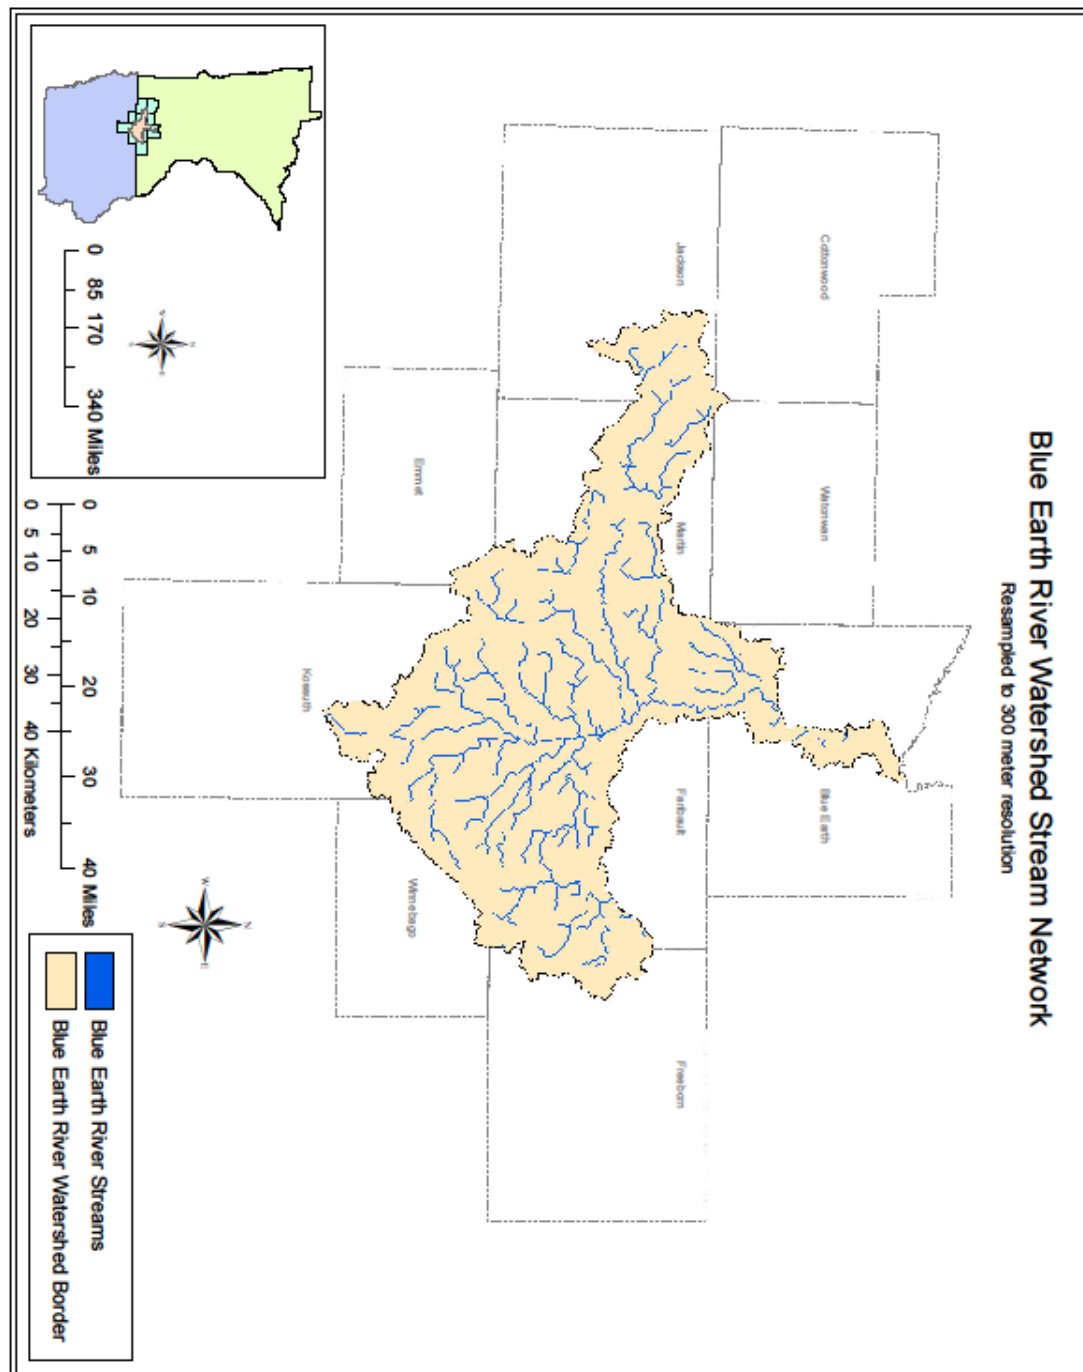 Blue Earth River Watershed Stream Network
Resampled to 300 meter resolution
Cottonwood
Watonwan
Blue Earth
Jackson
Martin
Faribault
Freeborn
Emmet
Winnebago
Kossuth
N
W
E
S
0 85 170 340 Miles
N
W
E
S
0 5 10 20 30 40 Miles
0 5 10 20 30 40 Kilometers
Blue Earth River Streams
Blue Earth River Watershed Border